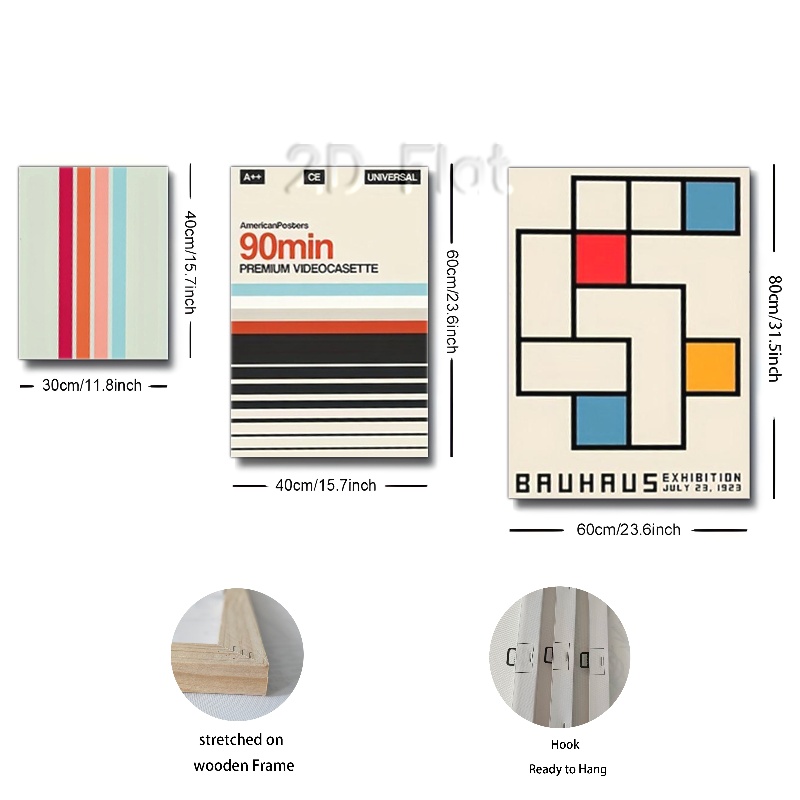 2D Flat
A++
CE
UNIVERSAL
AmericanPosters
90min
PREMIUM VIDEOCASETTE
40cm/15.7inch
30cm/11.8inch
60cm/23.6inch
40cm/15.7inch
80cm/31.5inch
BAUHAUS
EXHIBITION
JULY 23, 1923
60cm/23.6inch
stretched on
wooden Frame
Hook
Ready to Hang